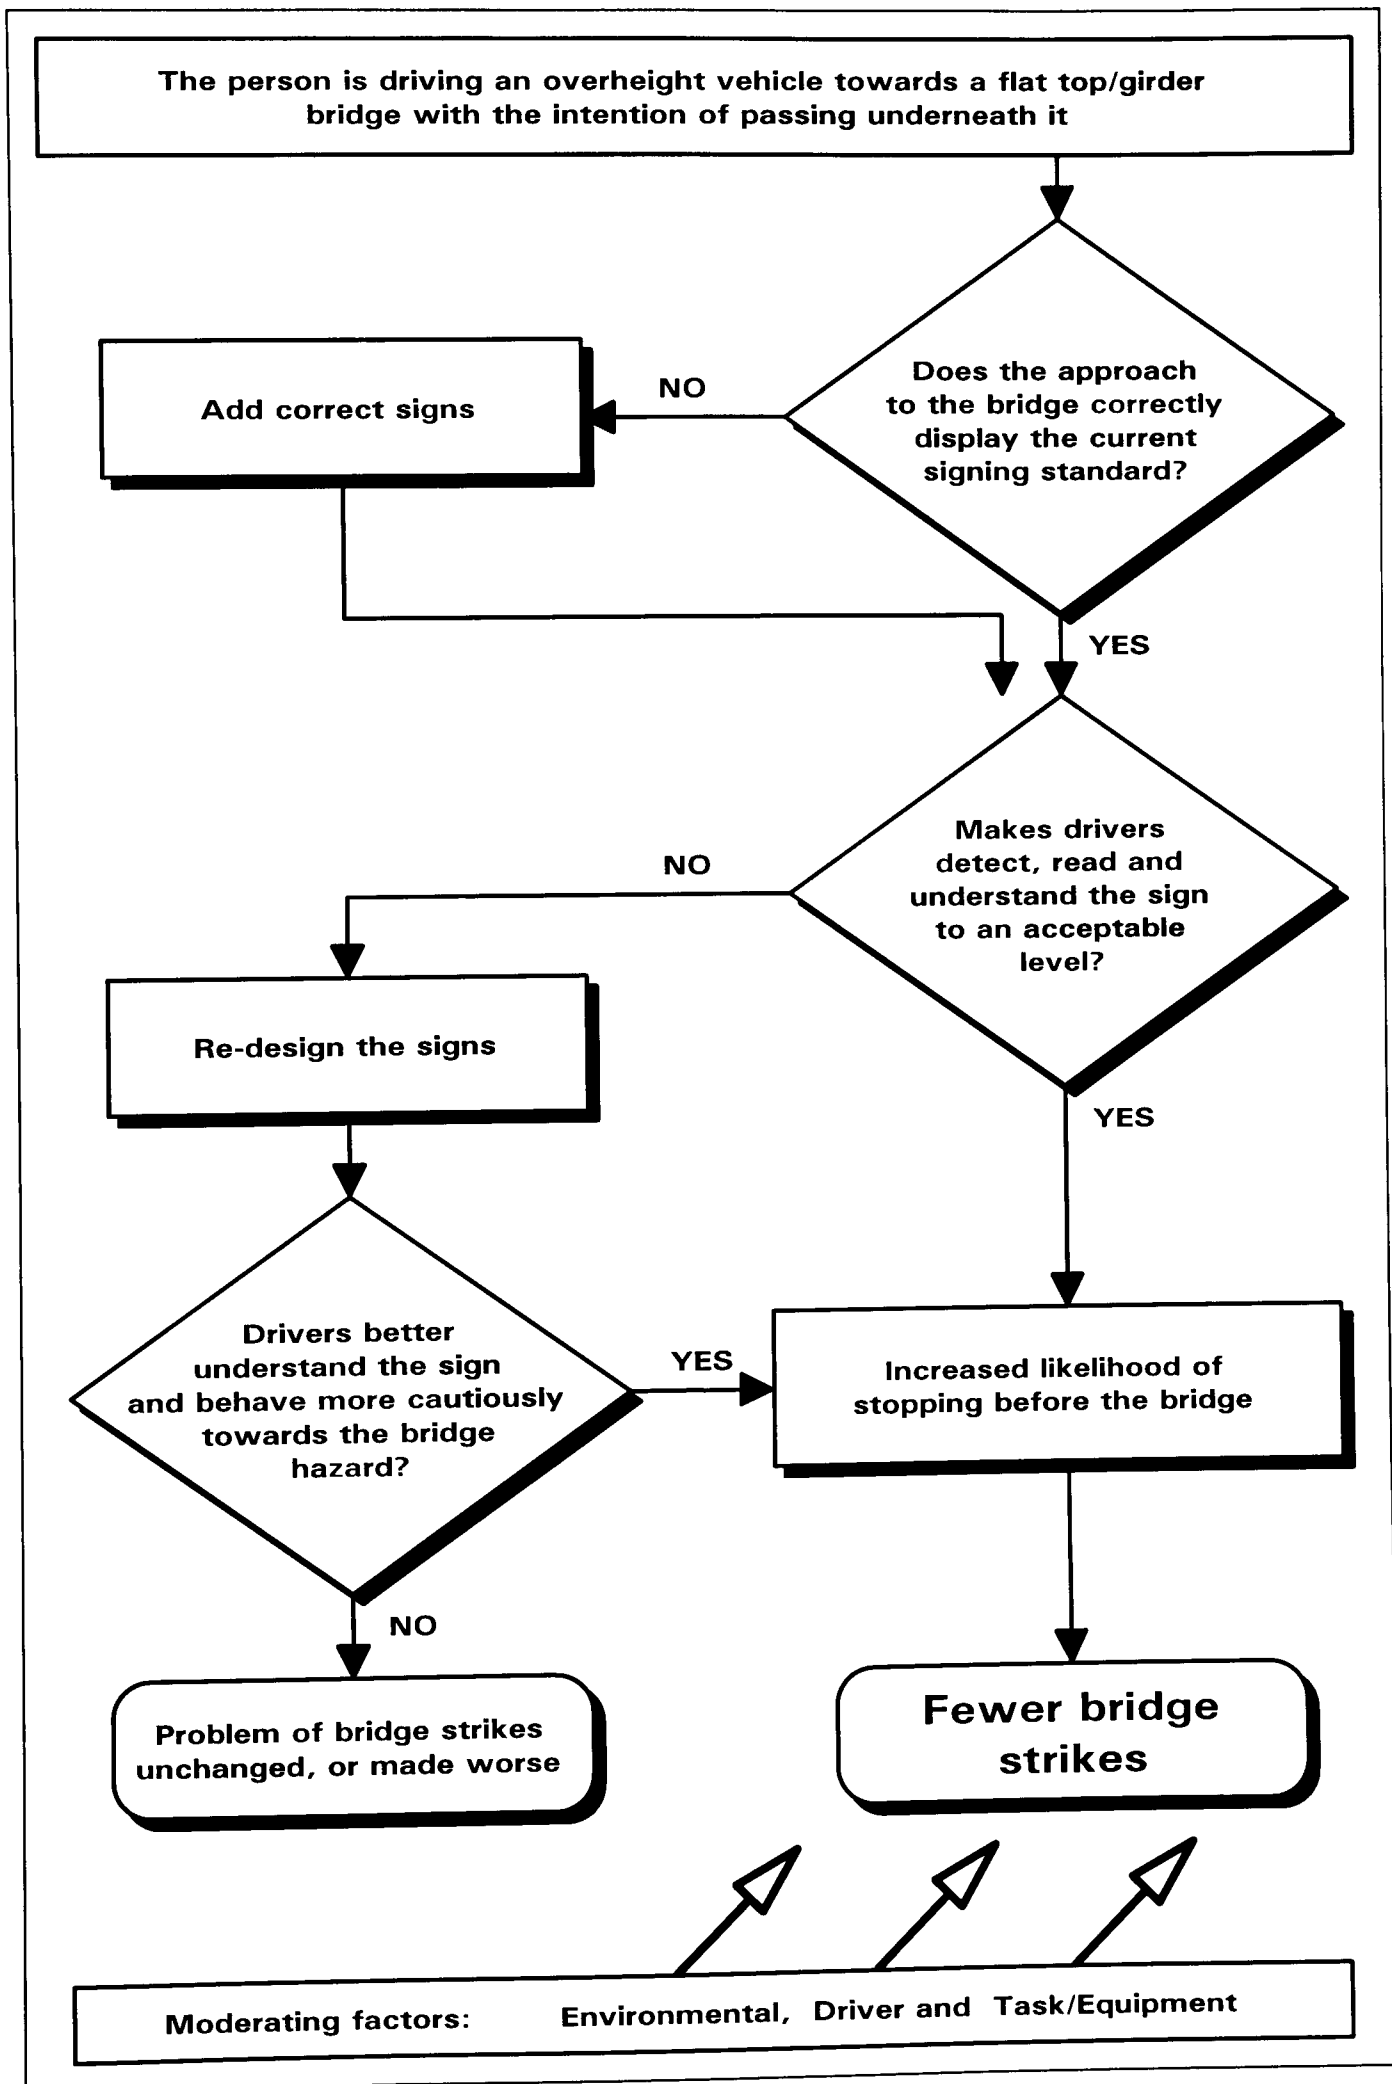 The person is driving an overheight vehicle towards a flat top/girder
bridge with the intention of passing underneath it
Does the approach
to the bridge correctly
display the current
signing standard?
NO
Add correct signs
YES
Makes drivers
detect, read and
understand the sign
to an acceptable
level?
NO
Re-design the signs
YES
Drivers better
understand the sign
and behave more cautiously
towards the bridge
hazard?
YES
Increased likelihood of
stopping before the bridge
NO
Problem of bridge strikes
unchanged, or made worse
Fewer bridge
strikes
Moderating factors: Environmental, Driver and Task/Equipment